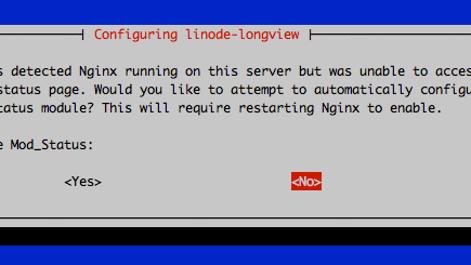 Configuring linode-longview
s detected Nginx running on this server but was unable to acces
status page. Would you like to attempt to automatically configu
tatus module? This will require restarting Nginx to enable.
e Mod_Status:
<Yes> <No>